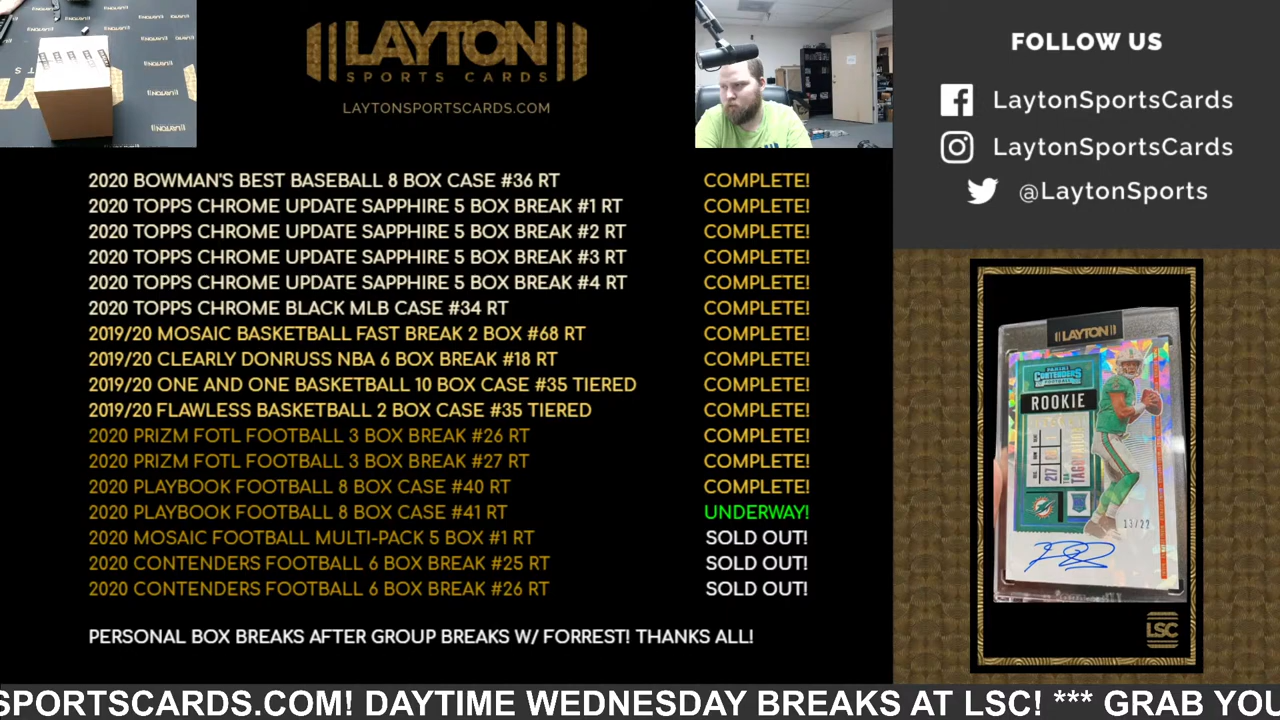 LAYTON
SPORTS CARDS
LAYTONSPORTSCARDS.COM
FOLLOW US
LaytonSportsCards
LaytonSportsCards
@LaytonSports
2020 BOWMAN'S BEST BASEBALL 8 BOX CASE #36 RT COMPLETE!
2020 TOPPS CHROME UPDATE SAPPHIRE 5 BOX BREAK #1 RT COMPLETE!
2020 TOPPS CHROME UPDATE SAPPHIRE 5 BOX BREAK #2 RT COMPLETE!
2020 TOPPS CHROME UPDATE SAPPHIRE 5 BOX BREAK #3 RT COMPLETE!
2020 TOPPS CHROME UPDATE SAPPHIRE 5 BOX BREAK #4 RT COMPLETE!
2020 TOPPS CHROME BLACK MLB CASE #34 RT COMPLETE!
2019/20 MOSAIC BASKETBALL FAST BREAK 2 BOX #68 RT COMPLETE!
2019/20 CLEARLY DONRUSS NBA 6 BOX BREAK #18 RT COMPLETE!
2019/20 ONE AND ONE BASKETBALL 10 BOX CASE #35 TIERED COMPLETE!
2019/20 FLAWLESS BASKETBALL 2 BOX CASE #35 TIERED COMPLETE!
2020 PRIZM FOTL FOOTBALL 3 BOX BREAK #26 RT COMPLETE!
2020 PRIZM FOTL FOOTBALL 3 BOX BREAK #27 RT COMPLETE!
2020 PLAYBOOK FOOTBALL 8 BOX CASE #40 RT COMPLETE!
2020 PLAYBOOK FOOTBALL 8 BOX CASE #41 RT UNDERWAY!
2020 MOSAIC FOOTBALL MULTI-PACK 5 BOX #1 RT SOLD OUT!
2020 CONTENDERS FOOTBALL 6 BOX BREAK #25 RT SOLD OUT!
2020 CONTENDERS FOOTBALL 6 BOX BREAK #26 RT SOLD OUT!
PERSONAL BOX BREAKS AFTER GROUP BREAKS W/ FORREST! THANKS ALL!
LAYTON
CONTENDERS
FOOTBALL
ROOKIE
217
13/22
LSC
SPORTSCARDS.COM! DAYTIME WEDNESDAY BREAKS AT LSC! *** GRAB YOU